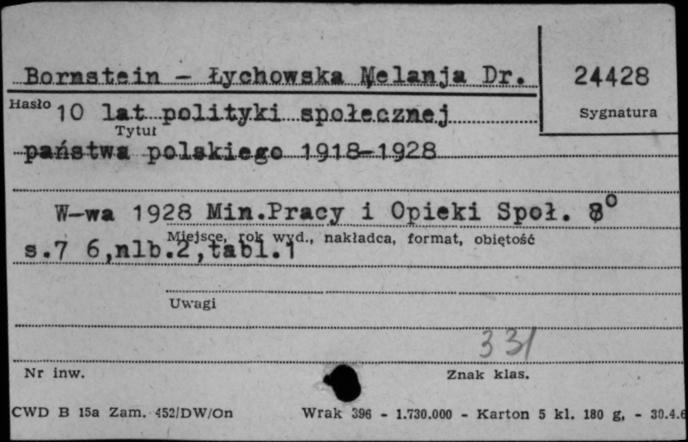 Bornstein - Łychowska Melanja Dr.
24428
Hasło
Sygnatura
10 lat polityki społecznej
Tytuł
państwa polskiego 1918-1928
W-wa 1928 Min.Pracy i Opieki Społ. 8°
Miejsce, rok wyd., nakładca, format, objętość
s.7 6,nlb.2,tabl.1
Uwagi
331
Nr inw.
Znak klas.
CWD B 15a Zam. 452/DW/On
Wrak 396 - 1.730.000 - Karton 5 kl. 180 g, - 30.4.6